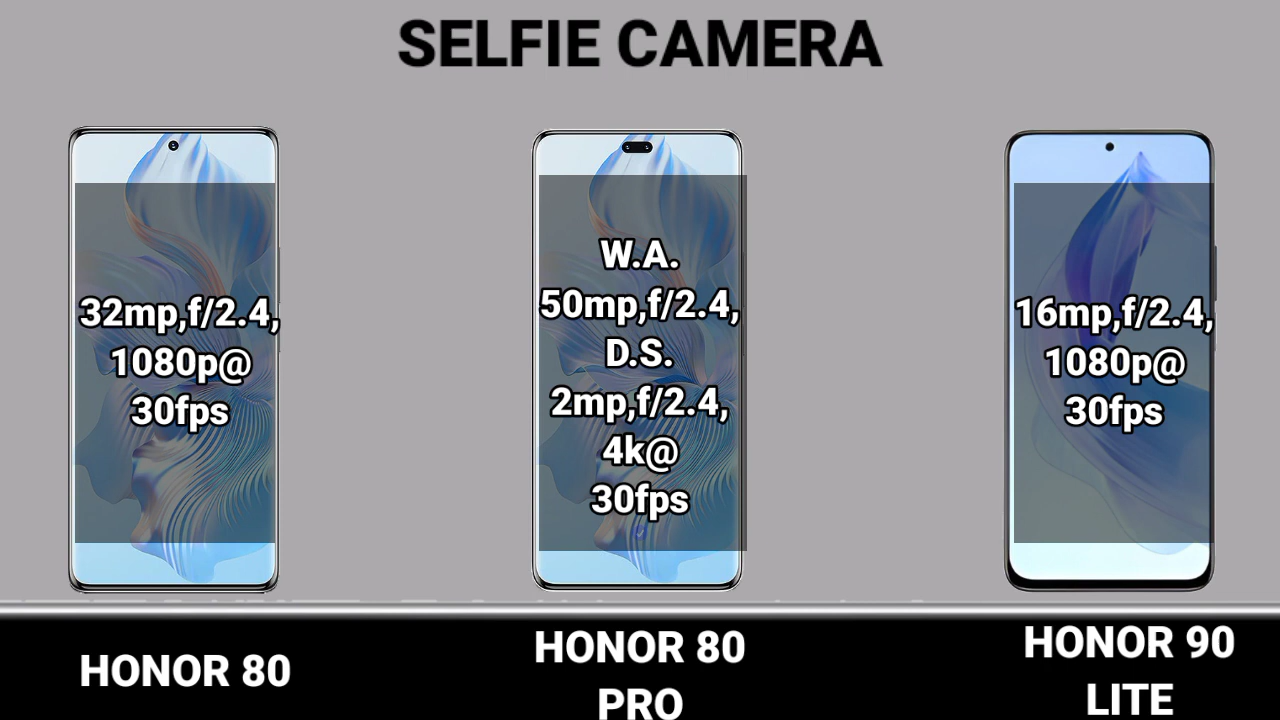 SELFIE CAMERA
32mp,f/2.4,
1080p@
30fps
W.A.
50mp,f/2.4,
D.S.
2mp,f/2.4,
4k@
30fps
16mp,f/2.4,
1080p@
30fps
HONOR 80
HONOR 80
PRO
HONOR 90
LITE